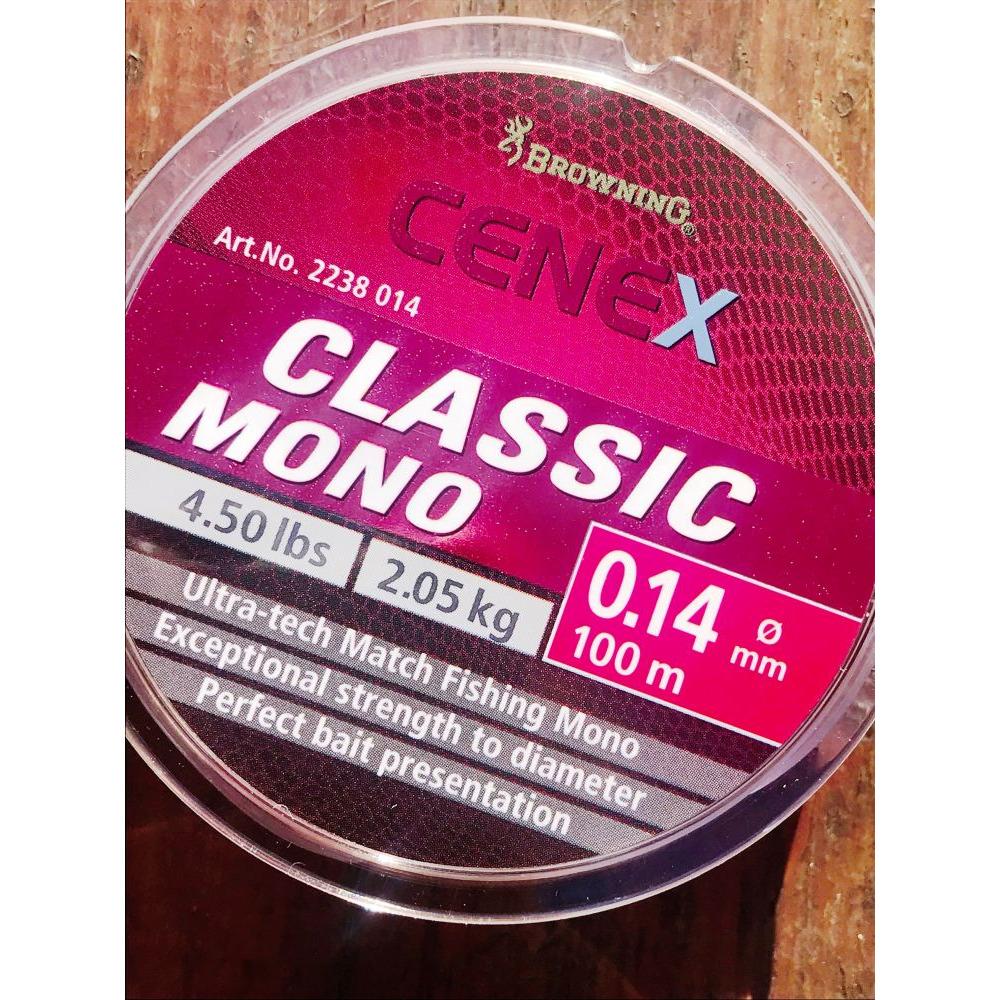 BROWNING®
CENEX
Art.No. 2238 014
CLASSIC
MONO
4.50 lbs
2.05 kg
0.14 Ø mm
100 m
Ultra-tech Match Fishing Mono
Exceptional strength to diameter
Perfect bait presentation